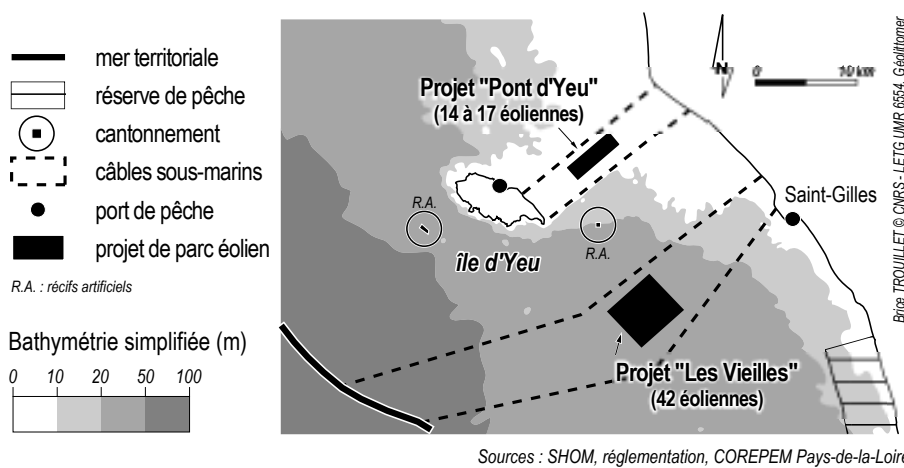 mer territoriale
réserve de pêche
cantonnement
câbles sous-marins
port de pêche
projet de parc éolien
R.A. : récifs artificiels
Bathymétrie simplifiée (m)
0 10 20 50 100
Projet "Pont d'Yeu"
(14 à 17 éoliennes)
N
0 10 km
Saint-Gilles
R.A.
R.A.
île d'Yeu
Projet "Les Vieilles"
(42 éoliennes)
Brice TROUILLET © CNRS - LETG UMR 6554, Géolittomer
Sources : SHOM, réglementation, COREPEM Pays-de-la-Loire